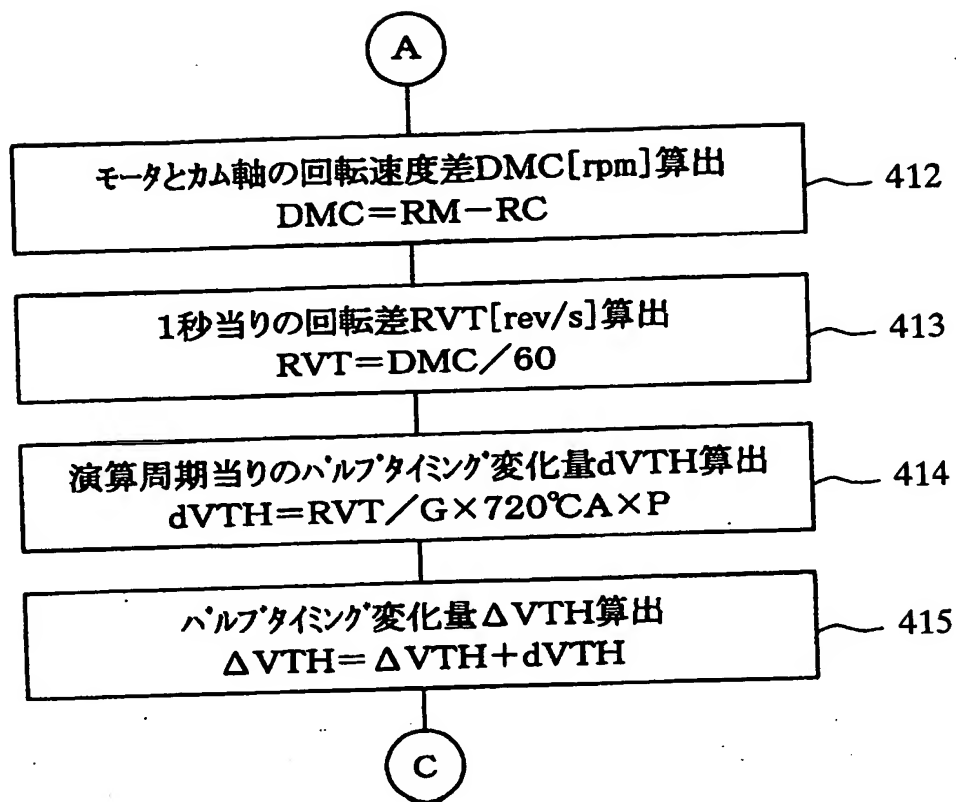 A
モータとカム軸の回転速度差DMC[rpm]算出
DMC=RM−RC
412
1秒当りの回転差RVT[rev/s]算出
RVT=DMC/60
413
演算周期当りのバルブタイミング変化量dVTH算出
dVTH=RVT/G×720℃A×P
414
バルブタイミング変化量ΔVTH算出
ΔVTH=ΔVTH+dVTH
415
C